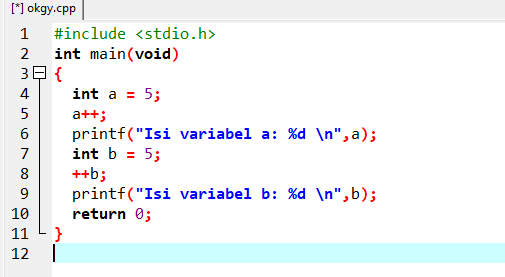 [*] okgy.cpp
1 #include <stdio.h>
2 int main(void)
3 {
4 int a = 5;
5 a++;
6 printf("Isi variabel a: %d \n",a);
7 int b = 5;
8 ++b;
9 printf("Isi variabel b: %d \n",b);
10 return 0;
11 }
12